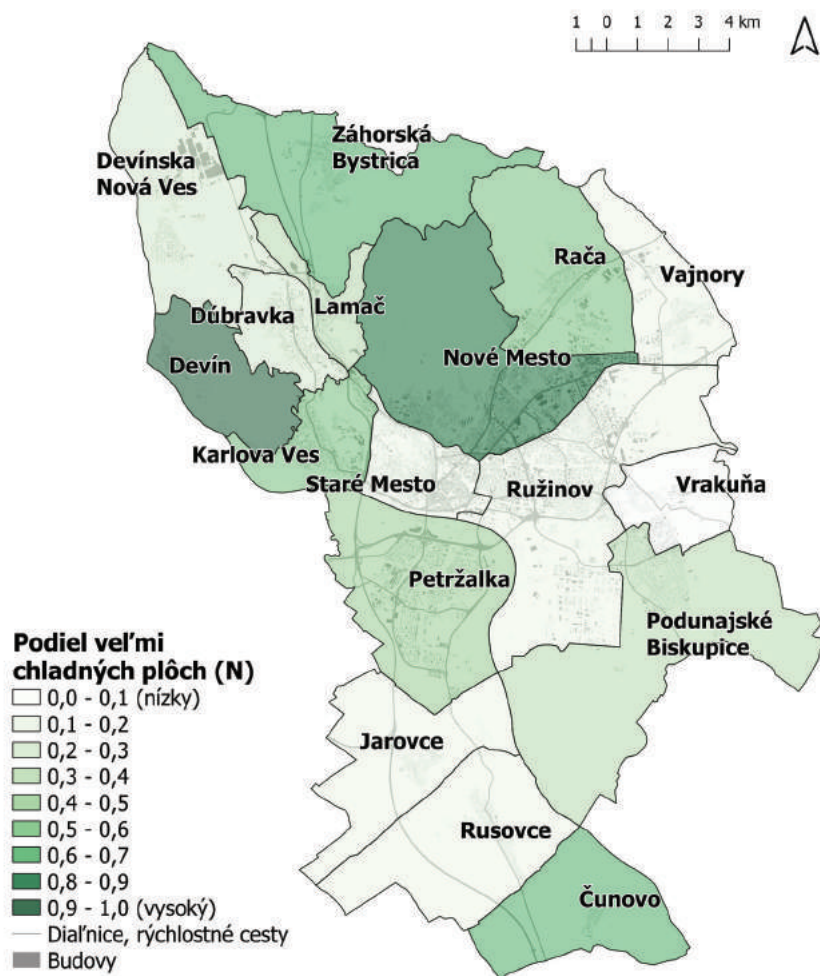 1 0 1 2 3 4 km
Záhorská
Bystrica
Devínska
Nová Ves
Rača
Vajnory
Lamač
Dúbravka
Nové Mesto
Devín
Karlova Ves
Staré Mesto
Ružinov
Vrakuňa
Petržalka
Podunajské
Biskupice
Jarovce
Rusovce
Čunovo
Podiel veľmi
chladných plôch (N)
0,0 - 0,1 (nízky)
0,1 - 0,2
0,2 - 0,3
0,3 - 0,4
0,4 - 0,5
0,5 - 0,6
0,6 - 0,7
0,8 - 0,9
0,9 - 1,0 (vysoký)
Diaľnice, rýchlostné cesty
Budovy